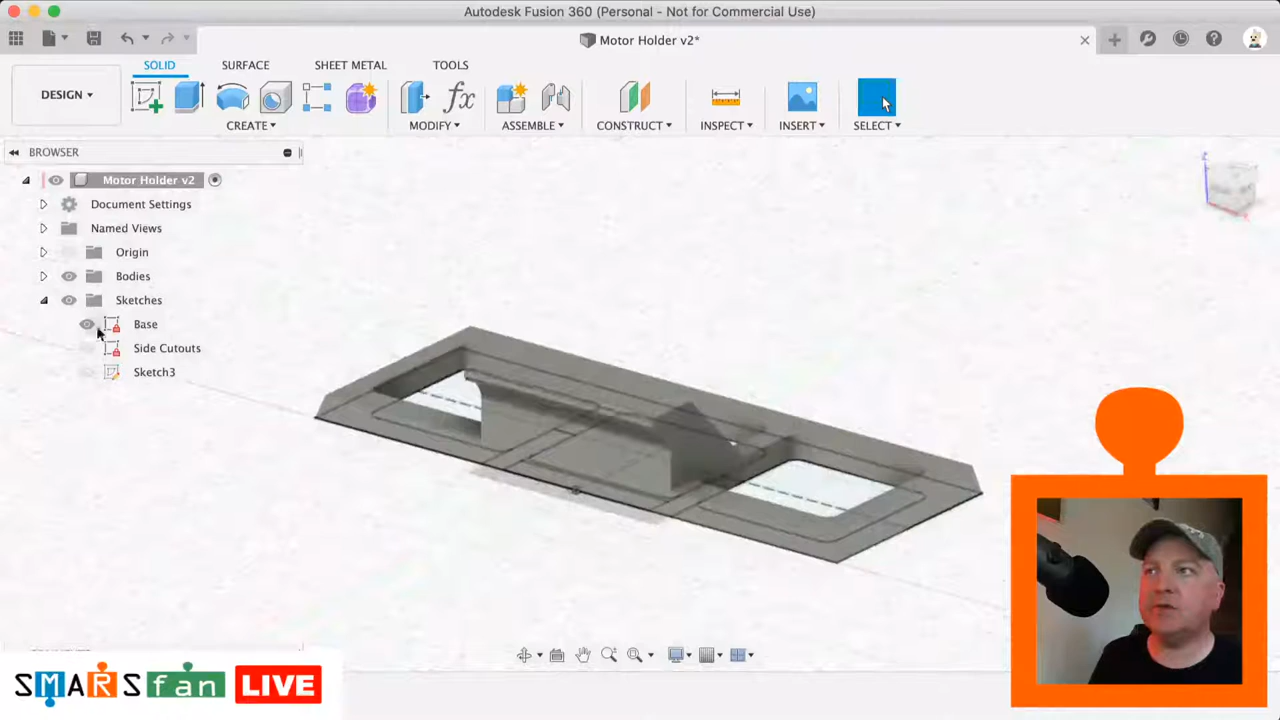 Autodesk Fusion 360 (Personal - Not for Commercial Use)
Motor Holder v2*
SOLID
SURFACE
SHEET METAL
TOOLS
DESIGN
CREATE
MODIFY
ASSEMBLE
CONSTRUCT
INSPECT
INSERT
SELECT
BROWSER
Motor Holder v2
Document Settings
Named Views
Origin
Bodies
Sketches
Base
Side Cutouts
Sketch3
SMARS fan LIVE